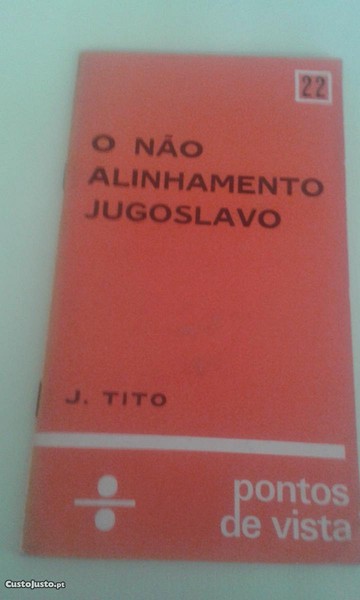 22
O NÃO
ALINHAMENTO
JUGOSLAVO
J. TITO
pontos
de vista
CustoJusto.pt